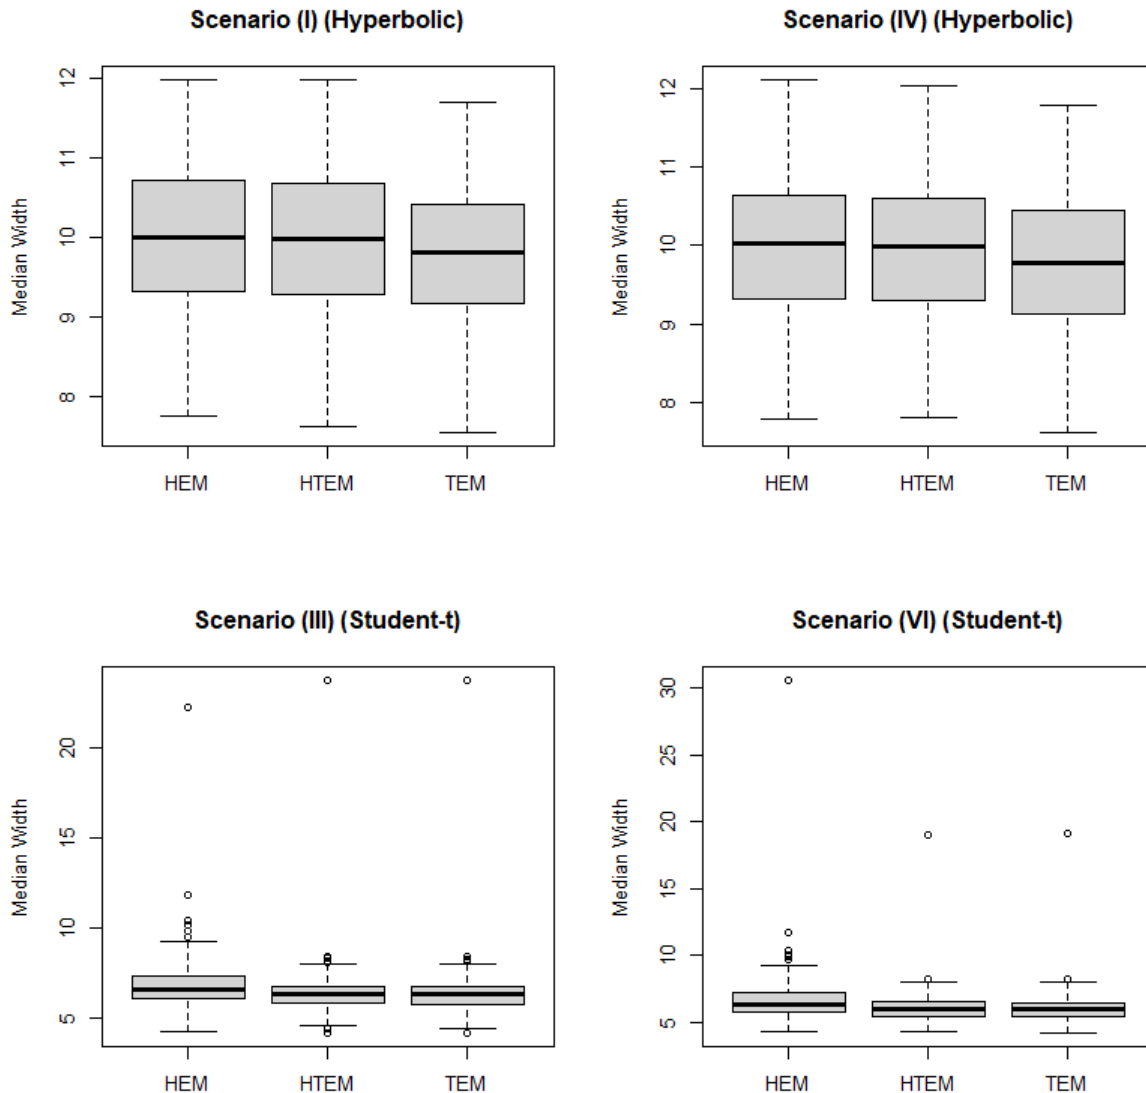 Scenario (I) (Hyperbolic)
Median Width
12
11
10
9
8
HEM HTEM TEM
Scenario (IV) (Hyperbolic)
Median Width
12
11
10
9
8
HEM HTEM TEM
Scenario (III) (Student-t)
Median Width
20
15
10
5
HEM HTEM TEM
Scenario (VI) (Student-t)
Median Width
30
25
20
15
10
5
HEM HTEM TEM